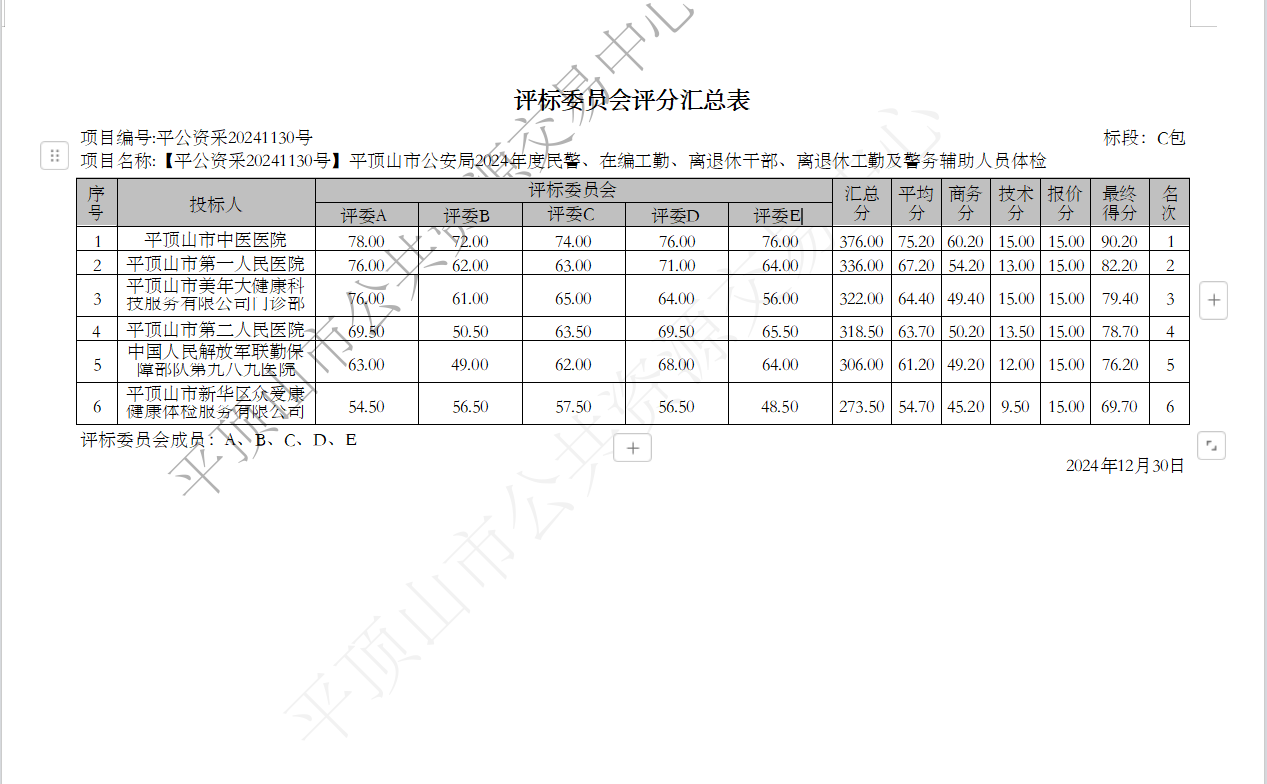 评标委员会评分汇总表
项目编号:平公资采20241130号 标段：C包
项目名称:【平公资采20241130号】平顶山市公安局2024年度民警、在编工勤、离退休干部、离退休工勤及警务辅助人员体检
序号 投标人 评标委员会 汇总分 平均分 商务分 技术分 报价分 最终得分 名次
评委A 评委B 评委C 评委D 评委E
1 平顶山市中医医院 78.00 72.00 74.00 76.00 76.00 376.00 75.20 60.20 15.00 15.00 90.20 1
2 平顶山市第一人民医院 76.00 62.00 63.00 71.00 64.00 336.00 67.20 54.20 13.00 15.00 82.20 2
3 平顶山市美年大健康科技服务有限公司门诊部 76.00 61.00 65.00 64.00 56.00 322.00 64.40 49.40 15.00 15.00 79.40 3
4 平顶山市第二人民医院 69.50 50.50 63.50 69.50 65.50 318.50 63.70 50.20 13.50 15.00 78.70 4
5 中国人民解放军联勤保障部队第九八九医院 63.00 49.00 62.00 68.00 64.00 306.00 61.20 49.20 12.00 15.00 76.20 5
6 平顶山市新华区众爱康健康体检服务有限公司 54.50 56.50 57.50 56.50 48.50 273.50 54.70 45.20 9.50 15.00 69.70 6
评标委员会成员：A、B、C、D、E
2024年12月30日
平顶山市公共资源交易中心
平顶山市公共资源交易中心